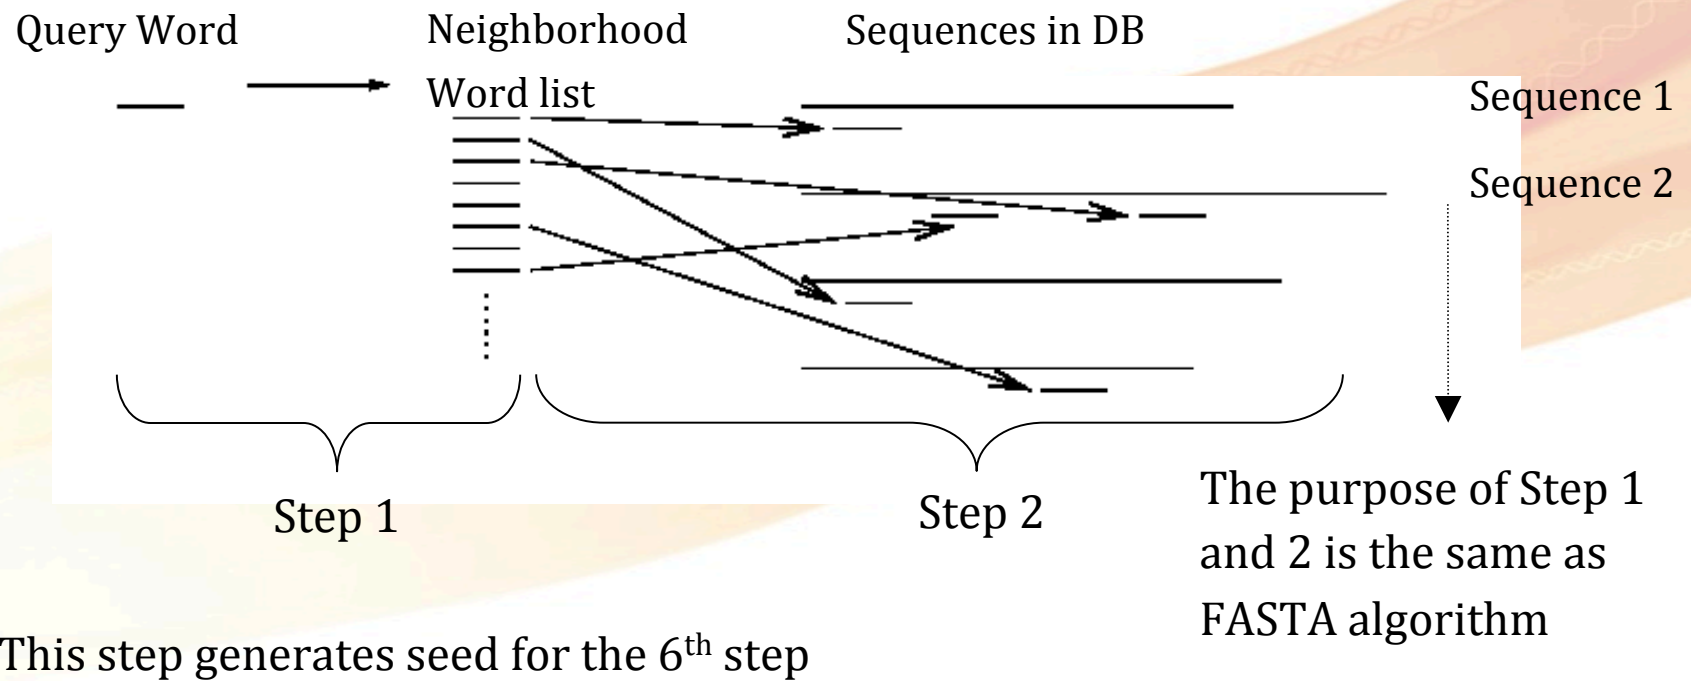 Query Word
Neighborhood
Word list
Sequences in DB
Sequence 1
Sequence 2
Step 1
Step 2
The purpose of Step 1
and 2 is the same as
FASTA algorithm
This step generates seed for the 6th step